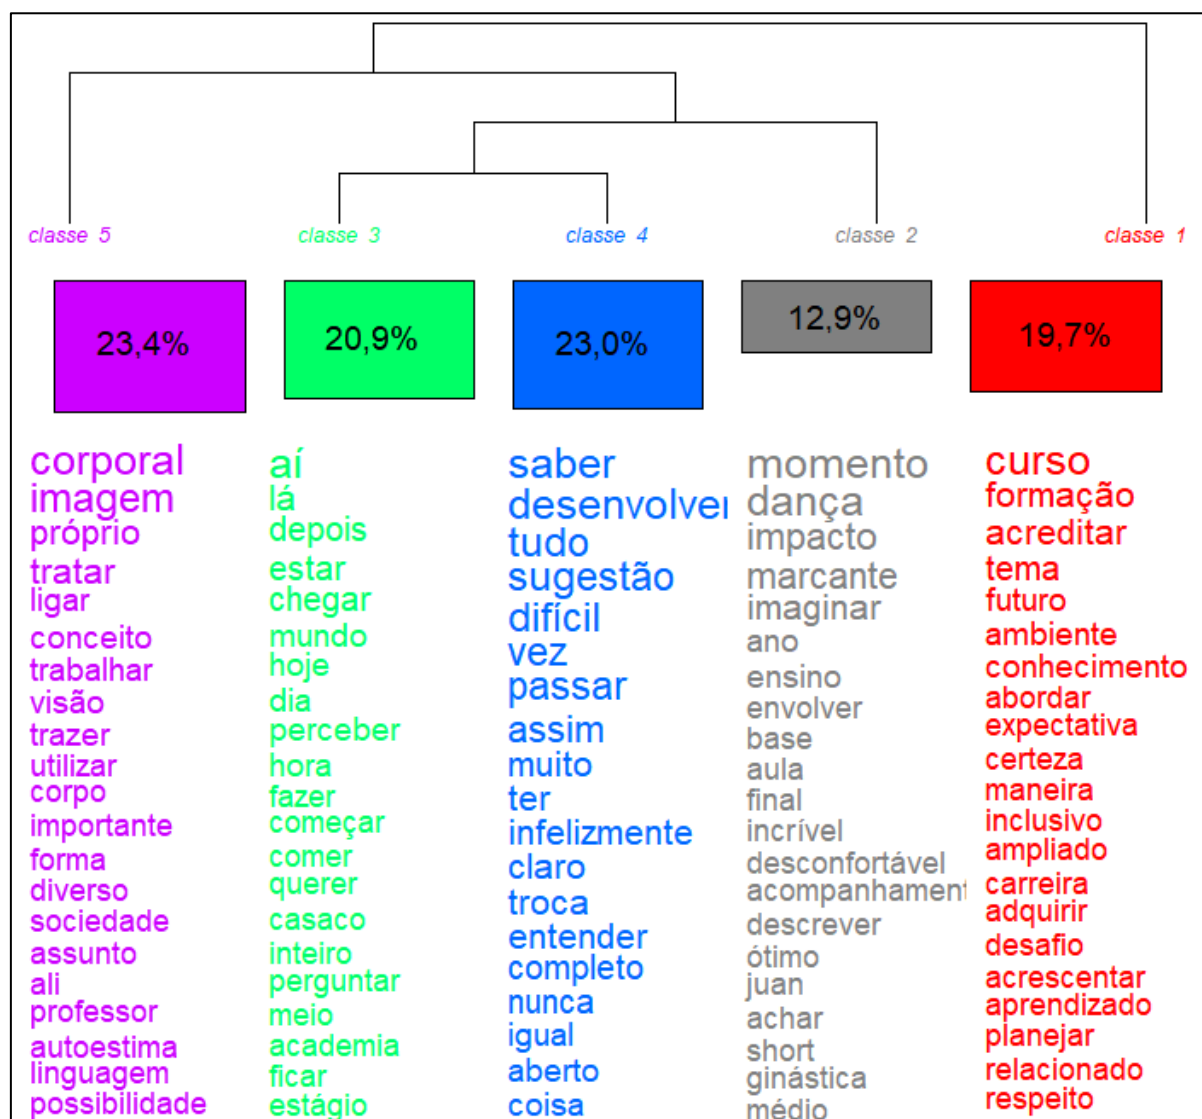 classe 5
classe 3
classe 4
classe 2
classe 1
23,4%
20,9%
23,0%
12,9%
19,7%
corporal
imagem
próprio
tratar
ligar
conceito
trabalhar
visão
trazer
utilizar
corpo
importante
forma
diverso
sociedade
assunto
ali
professor
autoestima
linguagem
possibilidade
aí
lá
depois
estar
chegar
mundo
hoje
dia
perceber
hora
fazer
começar
comer
querer
casaco
inteiro
perguntar
meio
academia
ficar
estágio
saber
desenvolver
tudo
sugestão
difícil
vez
passar
assim
muito
ter
infelizmente
claro
troca
entender
completo
nunca
igual
aberto
coisa
momento
dança
impacto
marcante
imaginar
ano
ensino
envolver
base
aula
final
incrível
desconfortável
acompanhament
descrever
ótimo
juan
achar
short
ginástica
médio
curso
formação
acreditar
tema
futuro
ambiente
conhecimento
abordar
expectativa
certeza
maneira
inclusivo
ampliado
carreira
adquirir
desafio
acrescentar
aprendizado
planejar
relacionado
respeito